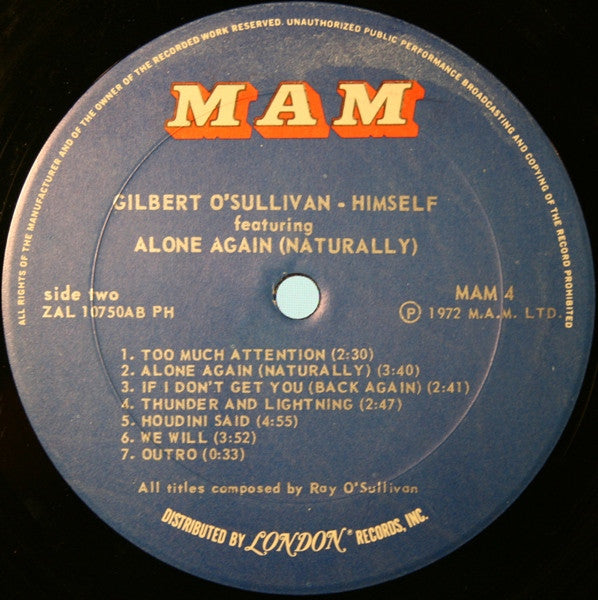 ALL RIGHTS OF THE MANUFACTURER AND OF THE OWNER OF THE RECORDED WORK RESERVED. UNAUTHORIZED PUBLIC PERFORMANCE BROADCASTING AND COPYING OF THE RECORD PROHIBITED
MAM
GILBERT O'SULLIVAN - HIMSELF
featuring
ALONE AGAIN (NATURALLY)
side two MAM 4
ZAL 10750AB PH Ⓟ 1972 M.A.M. LTD.
1. TOO MUCH ATTENTION (2:30)
2. ALONE AGAIN (NATURALLY) (3:40)
3. IF I DON'T GET YOU (BACK AGAIN) (2:41)
4. THUNDER AND LIGHTNING (2:47)
5. HOUDINI SAID (4:55)
6. WE WILL (3:52)
7. OUTRO (0:33)
All titles composed by Ray O'Sullivan
DISTRIBUTED BY LONDON® RECORDS, INC.